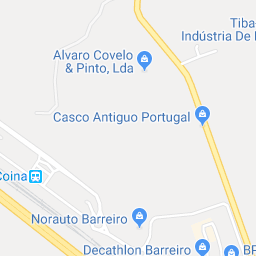 Tiba
Indústria De
Alvaro Covelo
& Pinto, Lda
Casco Antiguo Portugal
Coina
Norauto Barreiro
Decathlon Barreiro
BP